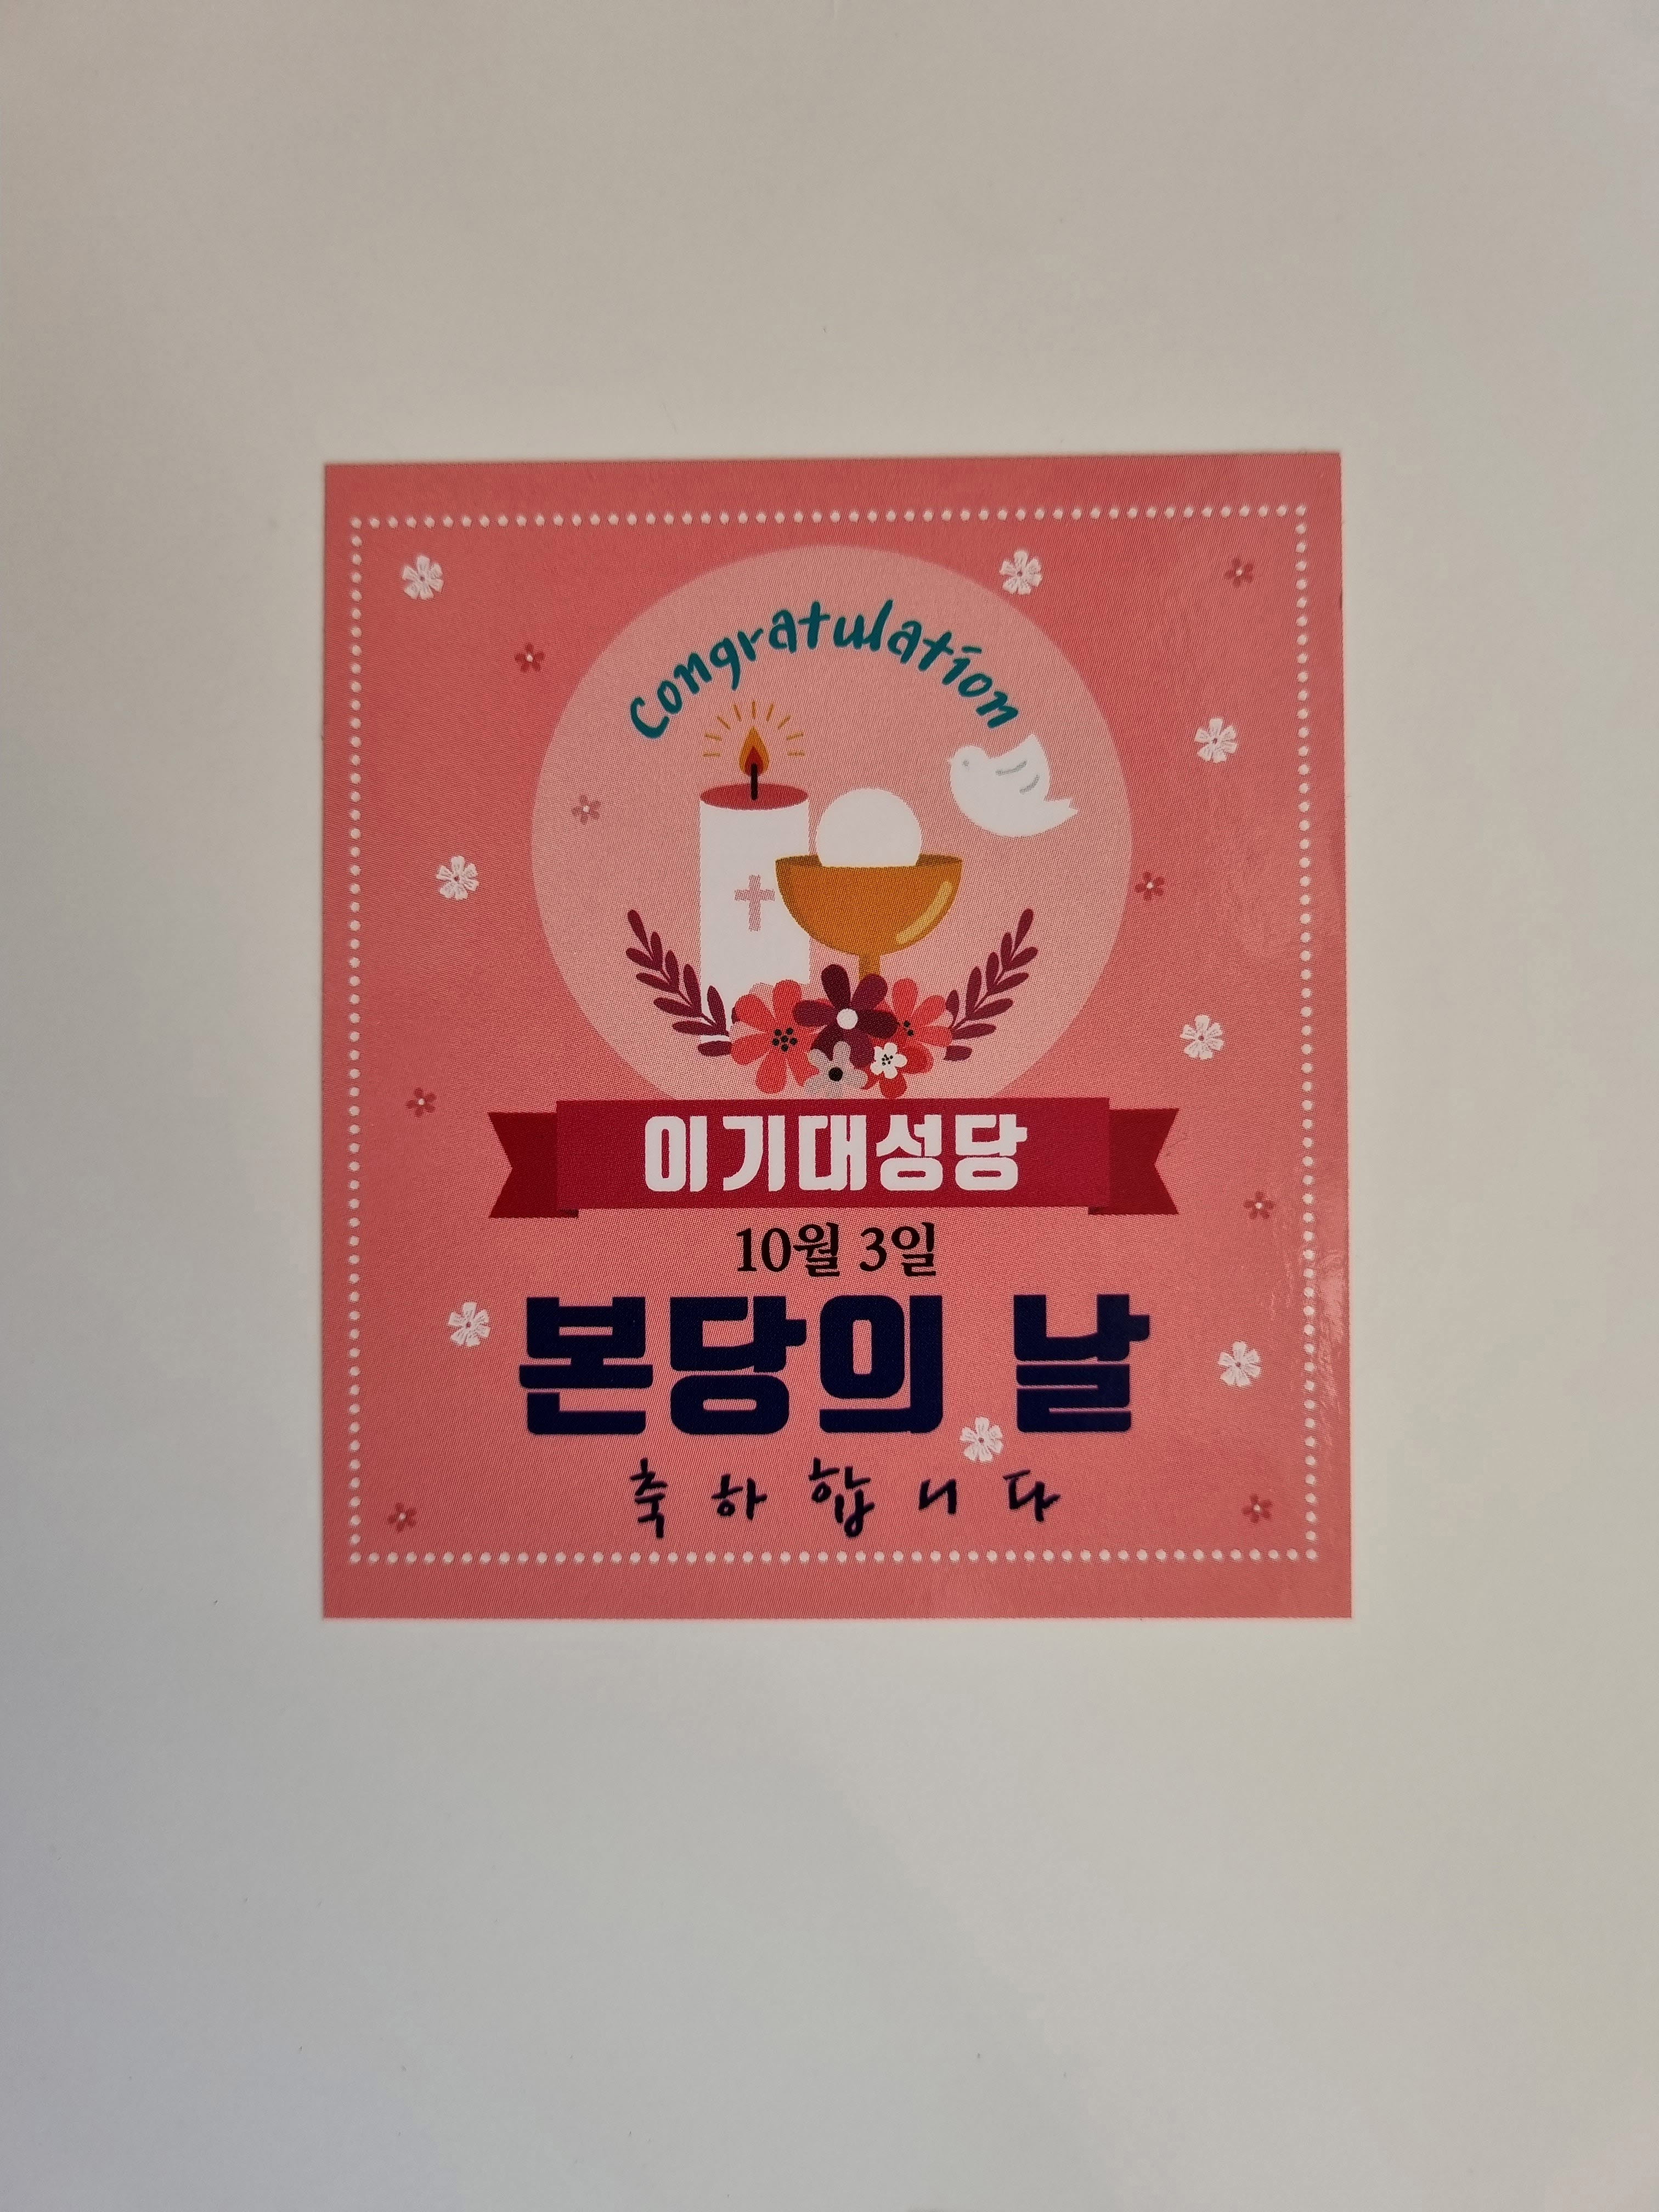 Congratulation
이기대성당
10월 3일
본당의 날
축하합니다